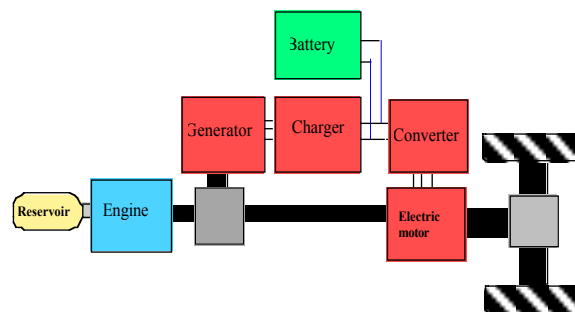 Battery
Generator
Charger
Converter
Reservoir
Engine
Electric
motor